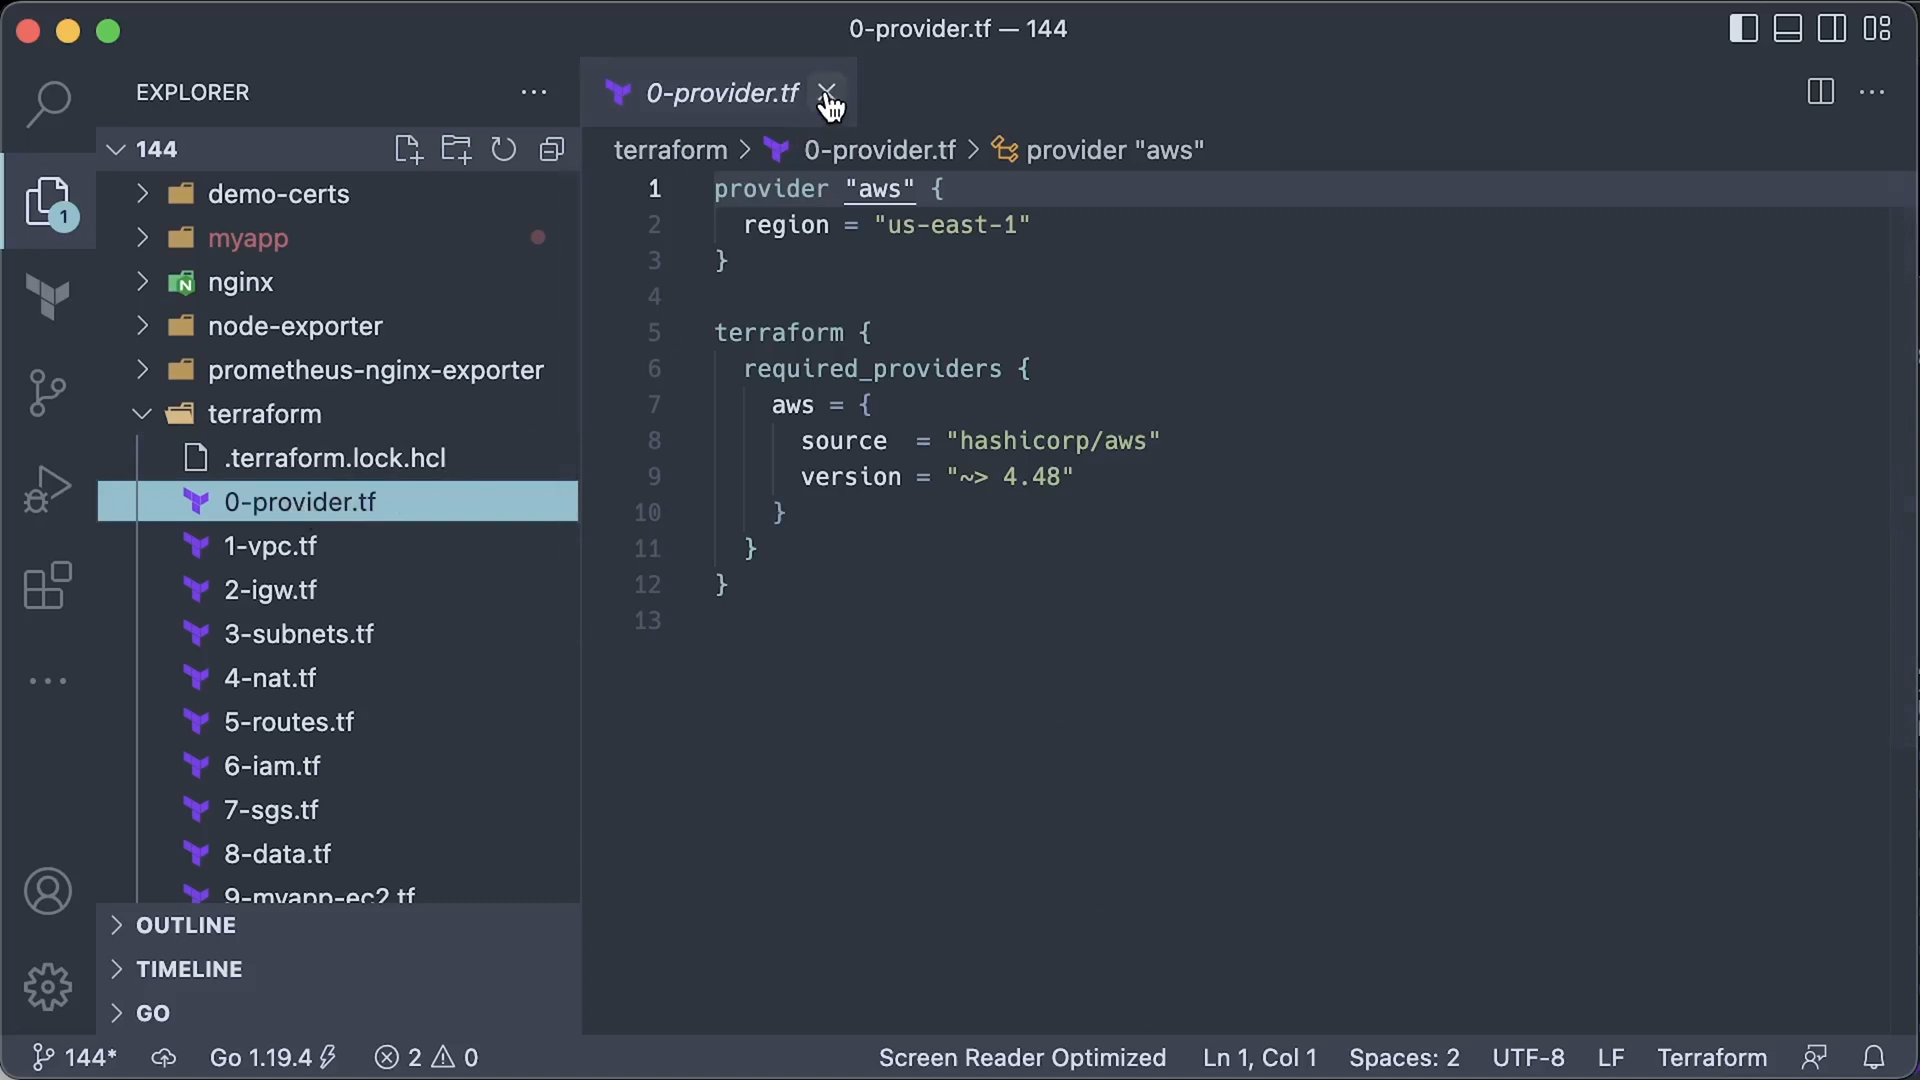 0-provider.tf — 144
EXPLORER
144
demo-certs
myapp
nginx
node-exporter
prometheus-nginx-exporter
terraform
.terraform.lock.hcl
0-provider.tf
1-vpc.tf
2-igw.tf
3-subnets.tf
4-nat.tf
5-routes.tf
6-iam.tf
7-sgs.tf
8-data.tf
9-myapp-ec2.tf
OUTLINE
TIMELINE
GO
1
N
0-provider.tf
terraform > 0-provider.tf > provider "aws"
1 provider "aws" {
2   region = "us-east-1"
3 }
4
5 terraform {
6   required_providers {
7     aws = {
8       source  = "hashicorp/aws"
9       version = "~> 4.48"
10     }
11   }
12 }
13
144* Go 1.19.4 2 0 Screen Reader Optimized Ln 1, Col 1 Spaces: 2 UTF-8 LF Terraform